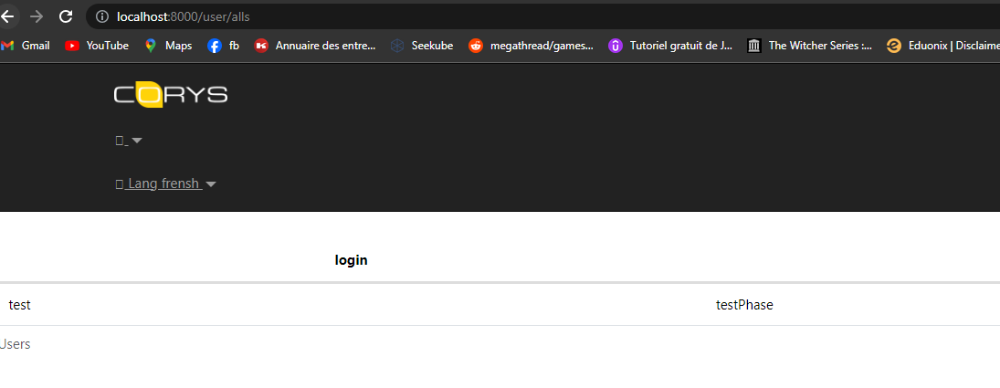 localhost:8000/user/alls
Gmail YouTube Maps fb Annuaire des entre... Seekube megathread/games... Tutoriel gratuit de J... The Witcher Series :... Eduonix | Disclaime
CORYS
Lang frensh
login
test testPhase
Users